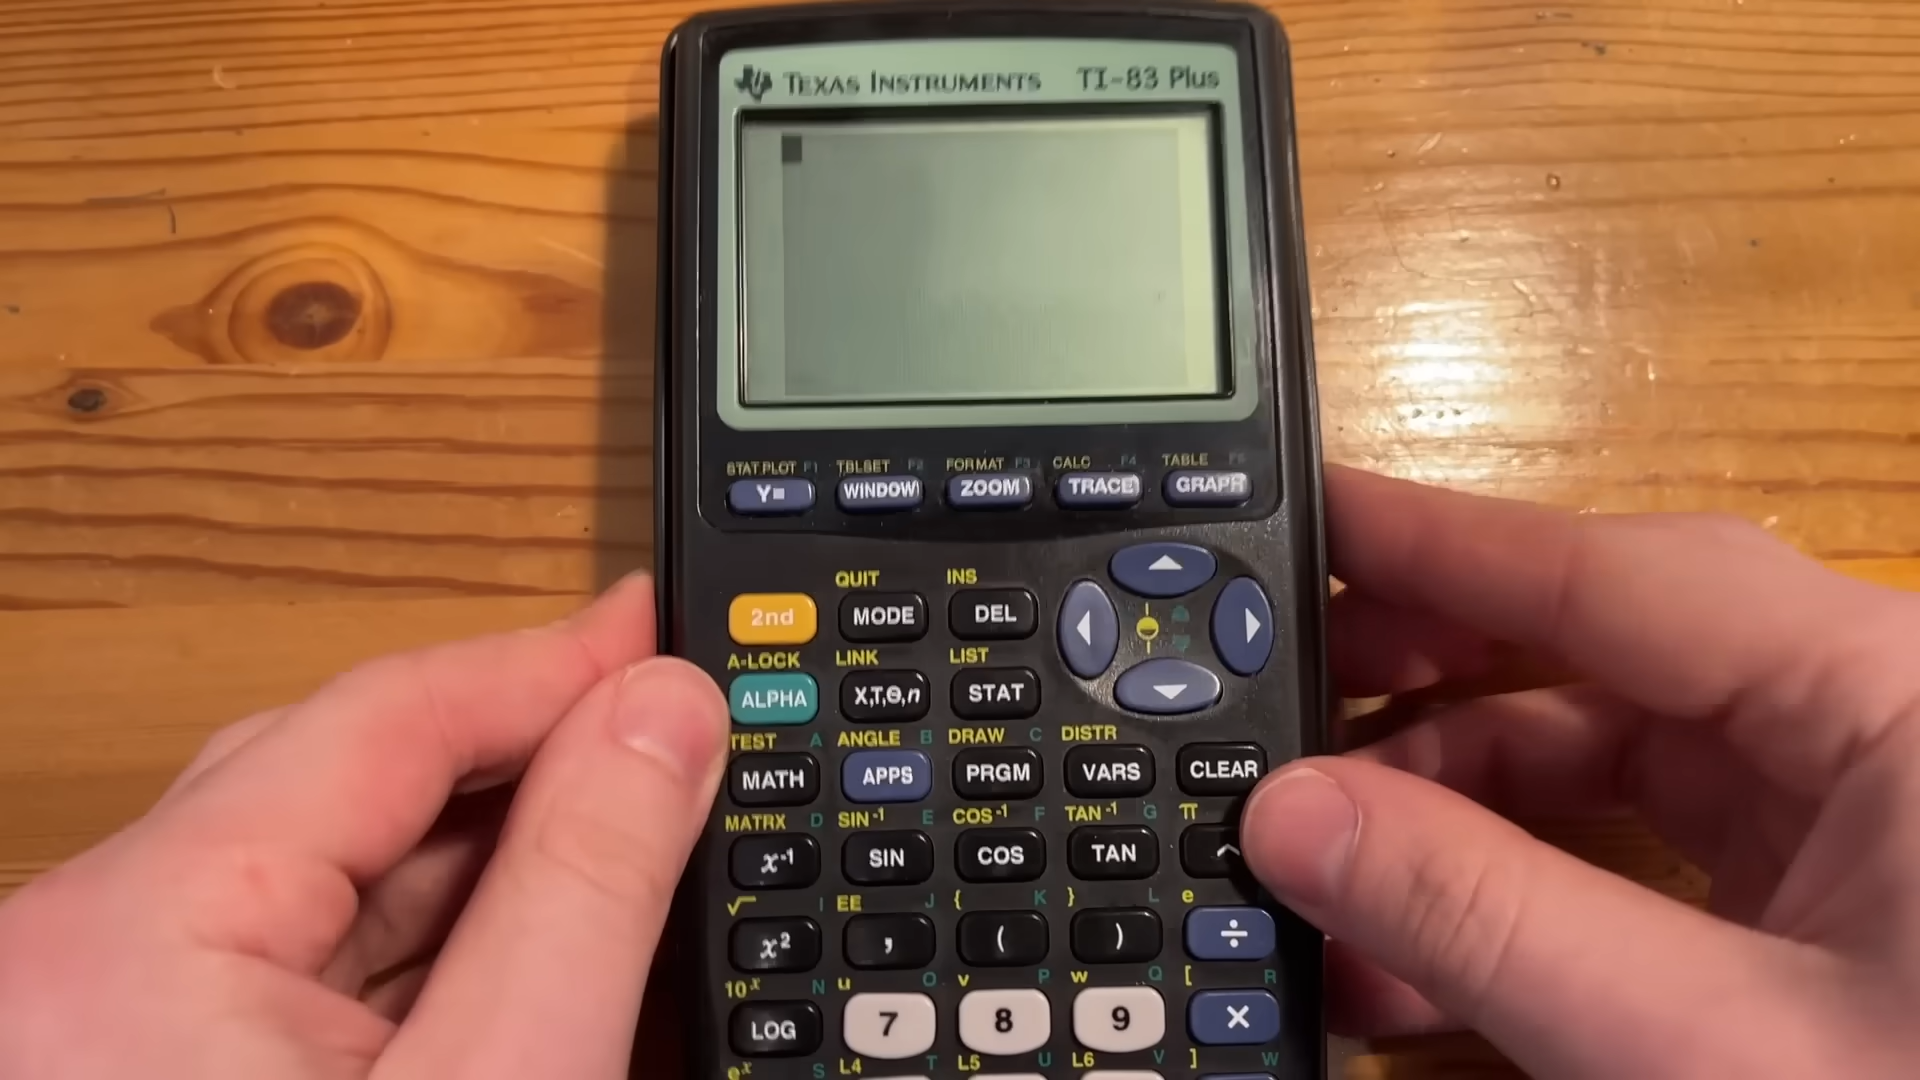 TEXAS INSTRUMENTS TI-83 Plus
STAT PLOT F1 TBLSET F2 FORMAT F3 CALC F4 TABLE F5
Y= WINDOW ZOOM TRACE GRAPH
QUIT INS
2nd MODE DEL
A-LOCK LINK LIST
ALPHA X,T,Θ,n STAT
TEST A ANGLE B DRAW C DISTR
MATH APPS PRGM VARS CLEAR
MATRX D SIN⁻¹ E COS⁻¹ F TAN⁻¹ G π
x⁻¹ SIN COS TAN ^
√ I EE J { K } L e
x² , ( ) ÷
10ˣ N u O v P w Q [ R
LOG 7 8 9 ×
eˣ S L4 T L5 U L6 V ] W